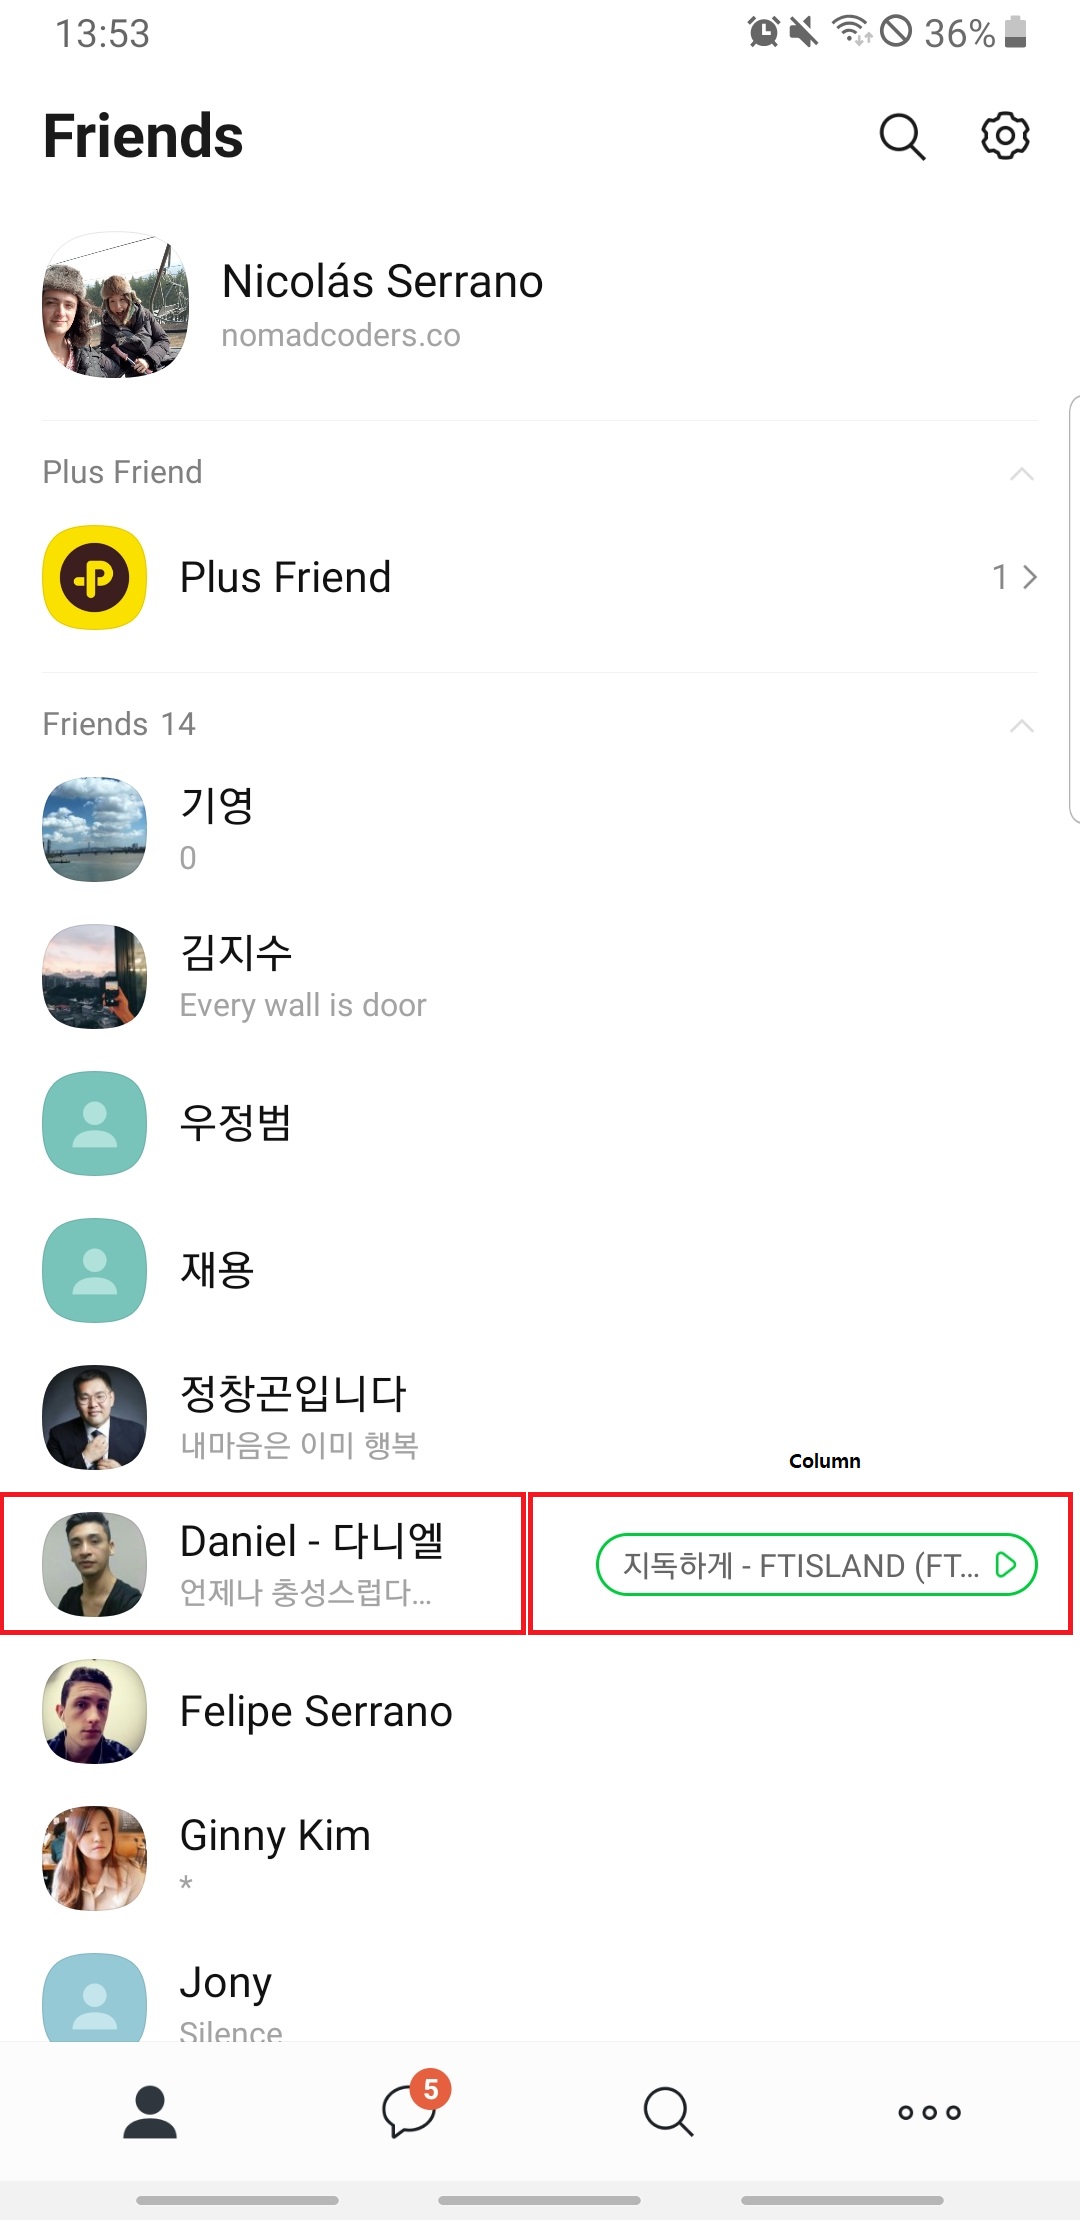 13:53
36%
Friends
Nicolás Serrano
nomadcoders.co
Plus Friend
Plus Friend
1
Friends 14
기영
0
김지수
Every wall is door
우정범
재용
정창곤입니다
내마음은 이미 행복
Column
Daniel - 다니엘
언제나 충성스럽다...
지독하게 - FTISLAND (FT...
Felipe Serrano
Ginny Kim
*
Jony
Silence
5